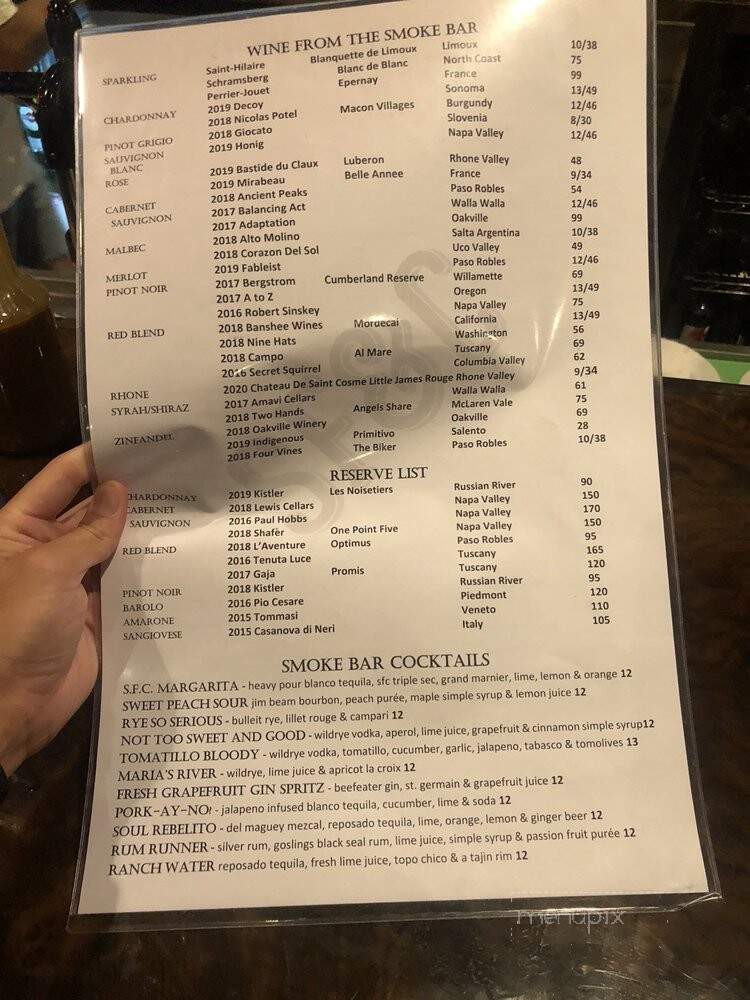 WINE FROM THE SMOKE BAR
SPARKLING Saint-Hilaire Blanquette de Limoux Limoux 10/38
Schramsberg Blanc de Blanc North Coast 75
Perrier-Jouet Epernay France 99
CHARDONNAY 2019 Decoy Sonoma 13/49
2018 Nicolas Potel Macon Villages Burgundy 12/46
PINOT GRIGIO 2018 Giocato Slovenia 8/30
SAUVIGNON BLANC 2019 Honig Napa Valley 12/46
ROSE 2019 Bastide du Claux Luberon Rhone Valley 48
2019 Mirabeau Belle Annee France 9/34
CABERNET SAUVIGNON 2018 Ancient Peaks Paso Robles 54
2017 Balancing Act Walla Walla 12/46
2017 Adaptation Oakville 99
MALBEC 2018 Alto Molino Salta Argentina 10/38
2018 Corazon Del Sol Uco Valley 49
MERLOT 2019 Fableist Paso Robles 12/46
PINOT NOIR 2017 Bergstrom Cumberland Reserve Willamette 69
2017 A to Z Oregon 13/49
2016 Robert Sinskey Napa Valley 75
RED BLEND 2018 Banshee Wines Mordecai California 13/49
2018 Nine Hats Washington 56
2018 Campo Al Mare Tuscany 69
2016 Secret Squirrel Columbia Valley 62
RHONE 2020 Chateau De Saint Cosme Little James Rouge Rhone Valley 9/34
SYRAH/SHIRAZ 2017 Amavi Cellars Walla Walla 61
2018 Two Hands Angels Share McLaren Vale 75
ZINFANDEL 2018 Oakville Winery Oakville 69
2019 Indigenous Primitivo Salento 28
2018 Four Vines The Biker Paso Robles 10/38
RESERVE LIST
CHARDONNAY 2019 Kistler Les Noisetiers Russian River 90
CABERNET 2018 Lewis Cellars Napa Valley 150
SAUVIGNON 2016 Paul Hobbs Napa Valley 170
2018 Shafer One Point Five Napa Valley 150
RED BLEND 2018 L'Aventure Optimus Paso Robles 95
2016 Tenuta Luce Tuscany 165
2017 Gaja Promis Tuscany 120
PINOT NOIR 2018 Kistler Russian River 95
BAROLO 2016 Pio Cesare Piedmont 120
AMARONE 2015 Tommasi Veneto 110
SANGIOVESE 2015 Casanova di Neri Italy 105
SMOKE BAR COCKTAILS
S.F.C. MARGARITA - heavy pour blanco tequila, sfc triple sec, grand marnier, lime, lemon & orange 12
SWEET PEACH SOUR jim beam bourbon, peach purée, maple simple syrup & lemon juice 12
RYE SO SERIOUS - bulleit rye, lillet rouge & campari 12
NOT TOO SWEET AND GOOD - wildrye vodka, aperol, lime juice, grapefruit & cinnamon simple syrup12
TOMATILLO BLOODY - wildrye vodka, tomatillo, cucumber, garlic, jalapeno, tabasco & tomolives 13
MARIA'S RIVER - wildrye, lime juice & apricot la croix 12
FRESH GRAPEFRUIT GIN SPRITZ - beefeater gin, st. germain & grapefruit juice 12
PORK-AY-NO! - jalapeno infused blanco tequila, cucumber, lime & soda 12
SOUL REBELITO - del maguey mezcal, reposado tequila, lime, orange, lemon & ginger beer 12
RUM RUNNER - silver rum, goslings black seal rum, lime juice, simple syrup & passion fruit purée 12
RANCH WATER reposado tequila, fresh lime juice, topo chico & a tajin rim 12
menupix